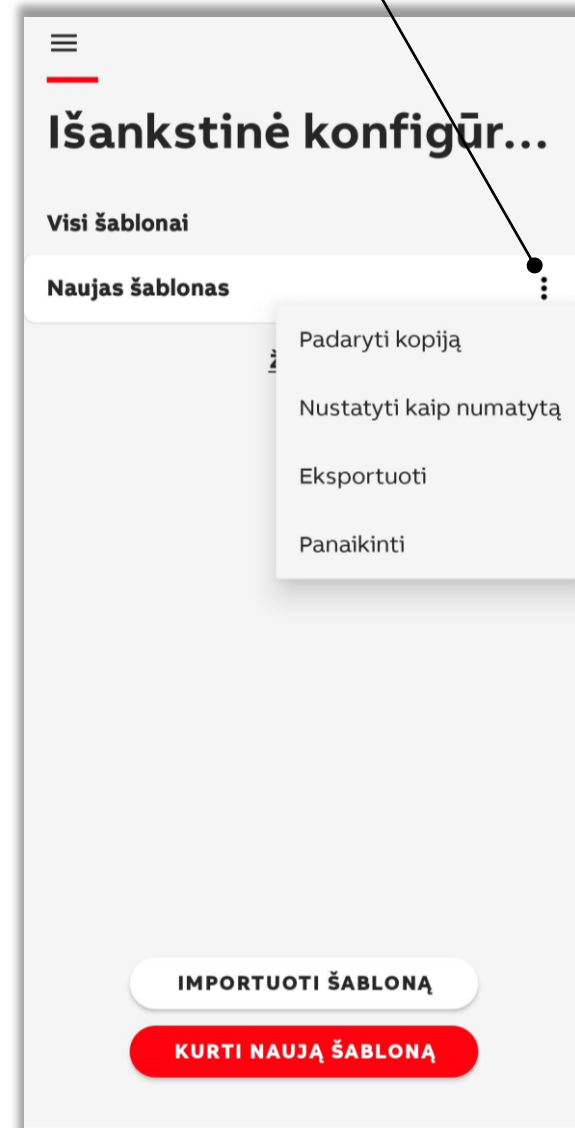 Išankstinė konfigūr...
Visi šablonai
Naujas šablonas
Padaryti kopiją
Nustatyti kaip numatytą
Eksportuoti
Panaikinti
IMPORTUOTI ŠABLONĄ
KURTI NAUJĄ ŠABLONĄ